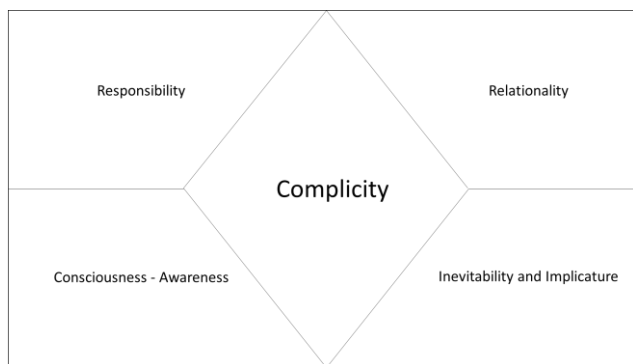 Responsibility
Relationality
Complicity
Consciousness - Awareness
Inevitability and Implicature